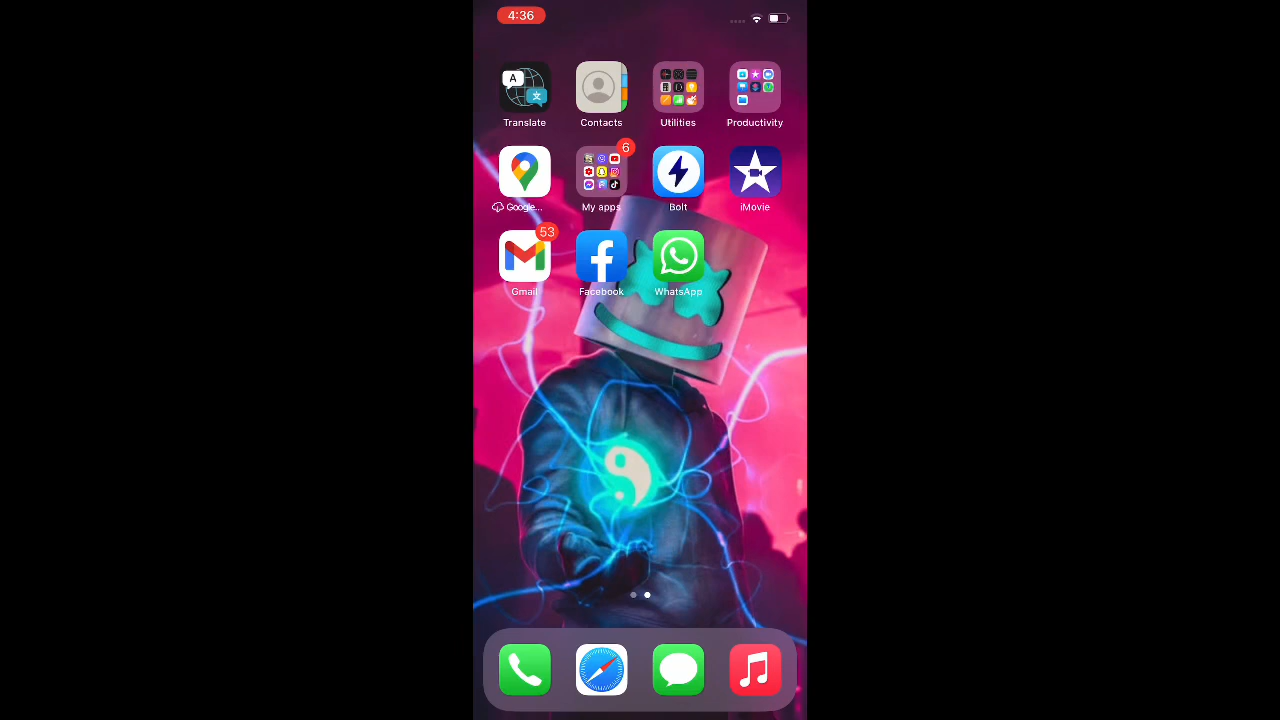 4:36
A
文
Translate
Contacts
Utilities
Productivity
Google...
6
My apps
Bolt
iMovie
53
Gmail
Facebook
WhatsApp